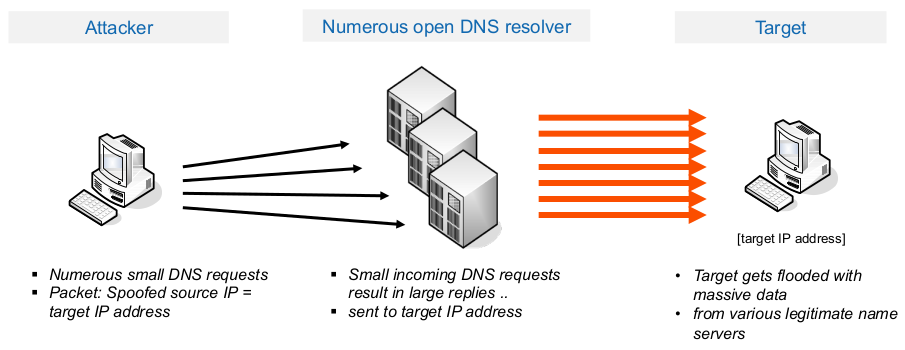 Attacker
Numerous open DNS resolver
Target
[target IP address]
▪ Numerous small DNS requests
▪ Packet: Spoofed source IP =
target IP address
▪ Small incoming DNS requests
result in large replies ..
▪ sent to target IP address
• Target gets flooded with
massive data
• from various legitimate name
servers